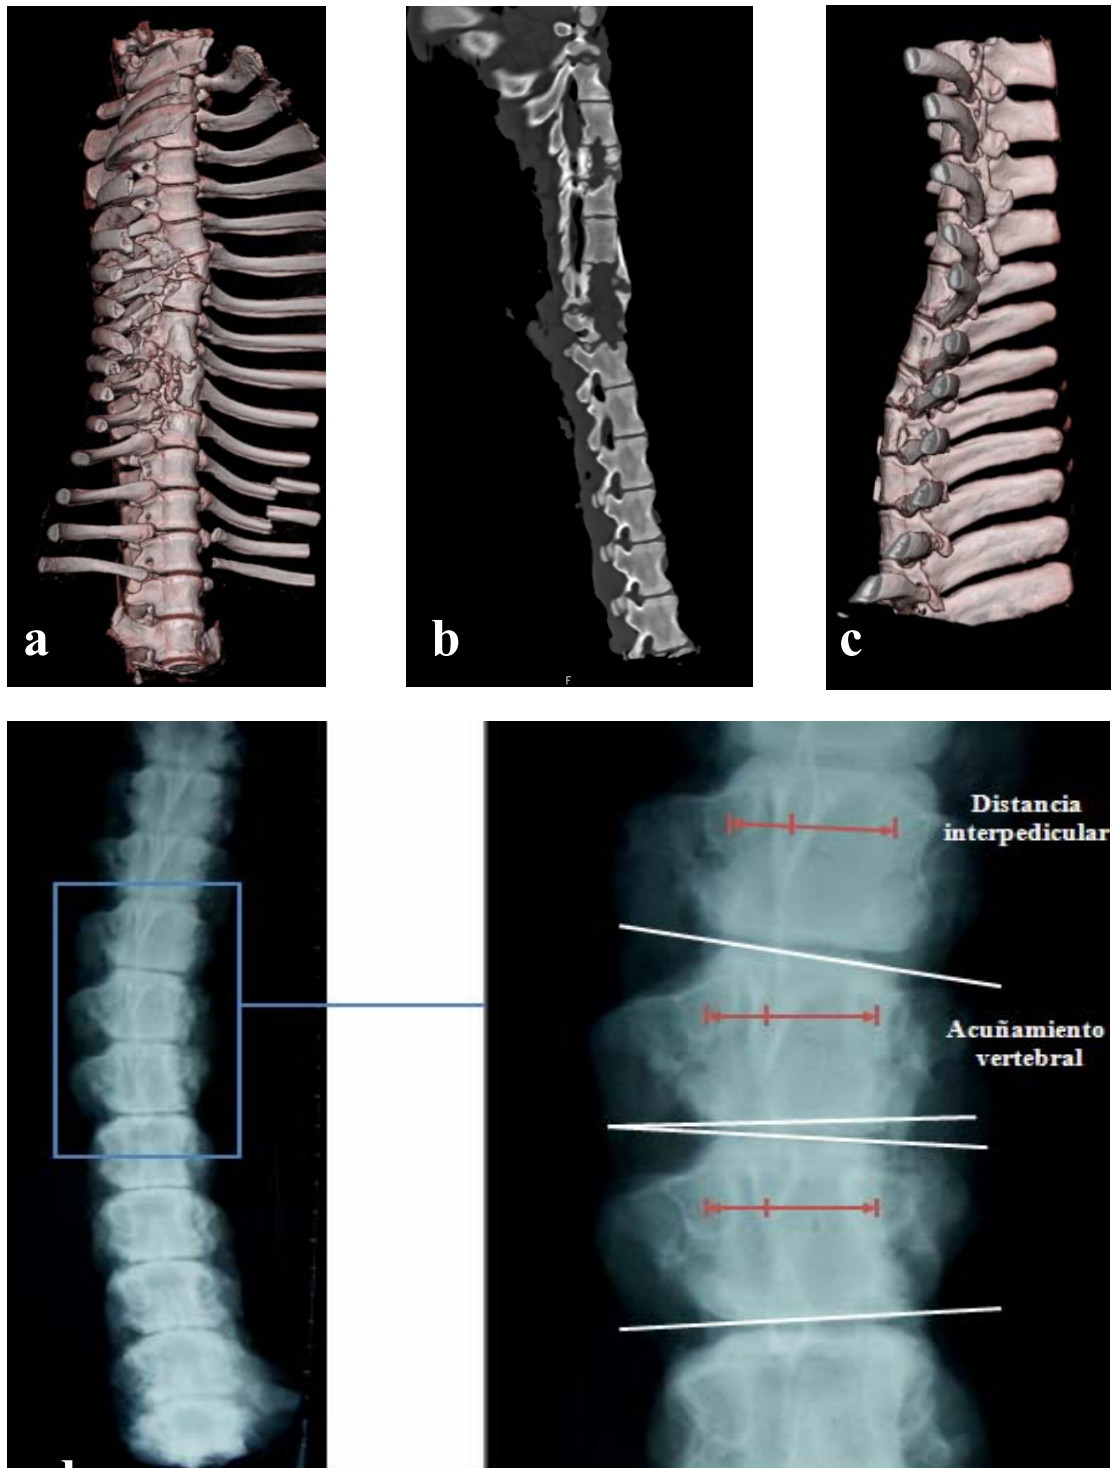 a
b
c
F
Distancia
interpedicular
Acuñamiento
vertebral